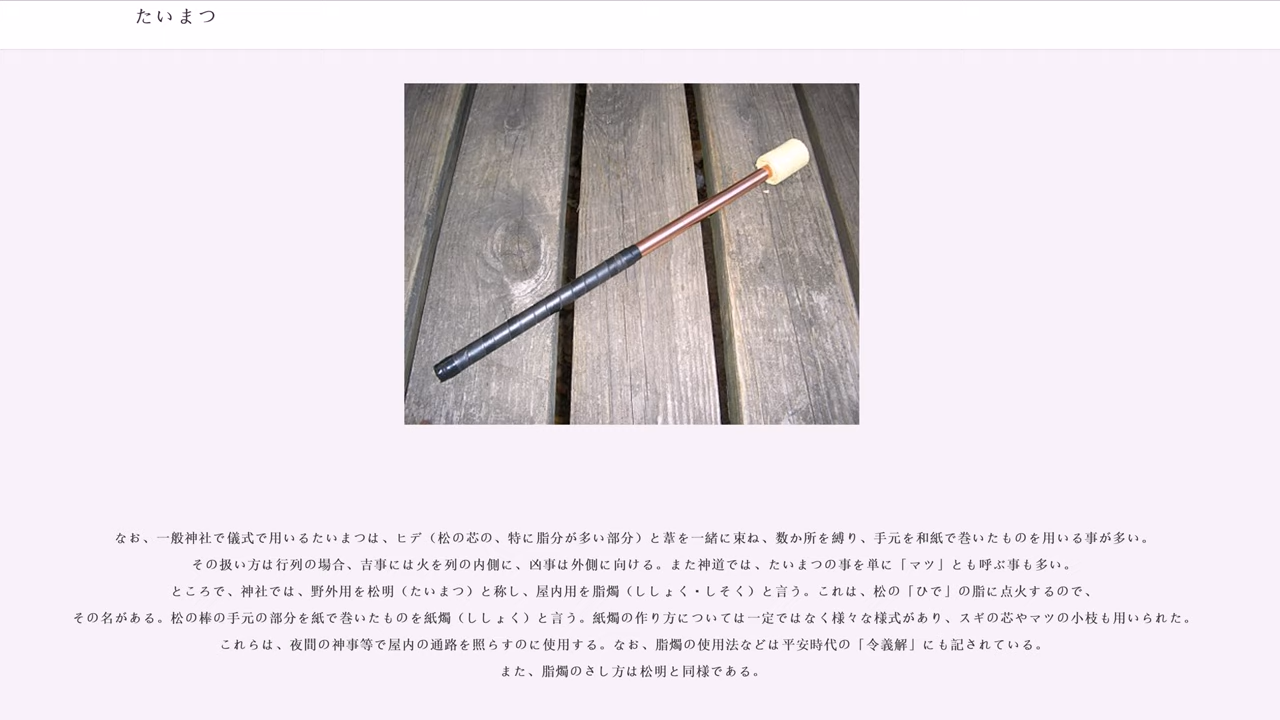 たいまつ
なお、一般神社で儀式で用いるたいまつは、ヒデ（松の芯の、特に脂分が多い部分）と葦を一緒に束ね、数か所を縛り、手元を和紙で巻いたものを用いる事が多い。
その扱い方は行列の場合、吉事には火を列の内側に、凶事は外側に向ける。また神道では、たいまつの事を単に「マツ」とも呼ぶ事も多い。
ところで、神社では、野外用を松明（たいまつ）と称し、屋内用を脂燭（ししょく・しそく）と言う。これは、松の「ひで」の脂に点火するので、
その名がある。松の棒の手元の部分を紙で巻いたものを紙燭（ししょく）と言う。紙燭の作り方については一定ではなく様々な様式があり、スギの芯やマツの小枝も用いられた。
これらは、夜間の神事等で屋内の通路を照らすのに使用する。なお、脂燭の使用法などは平安時代の「令義解」にも記されている。
また、脂燭のさし方は松明と同様である。